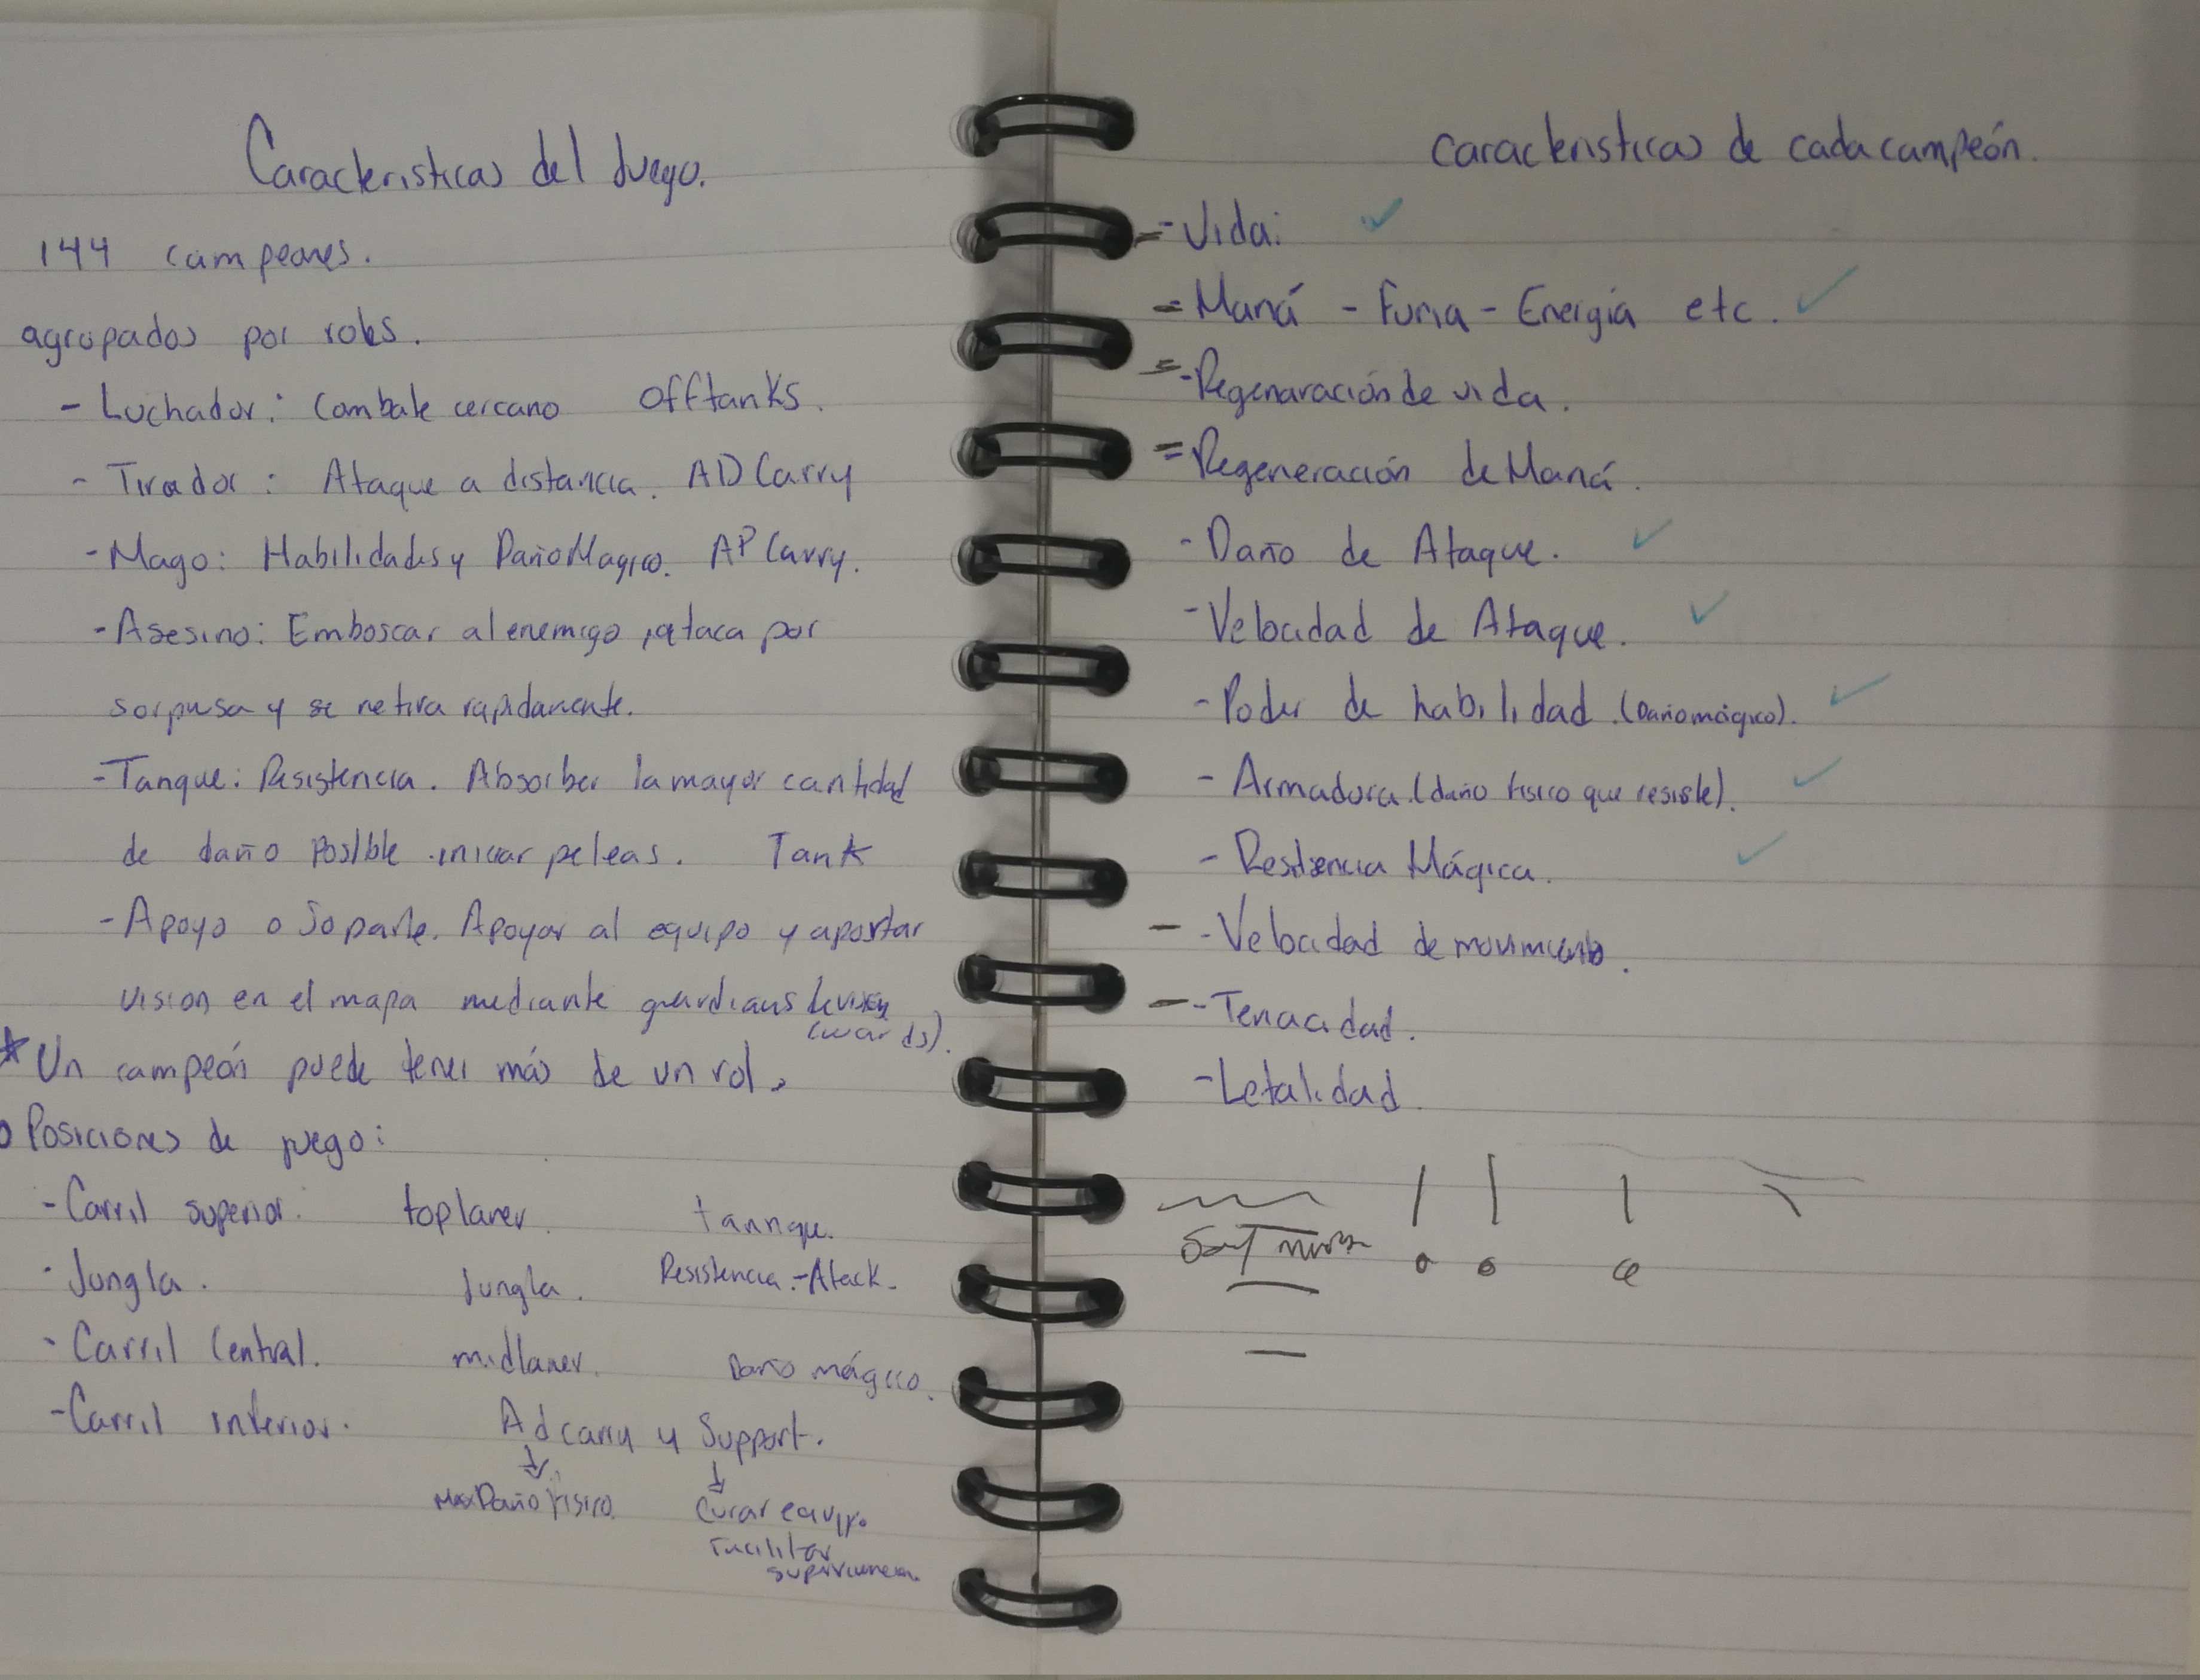 Caracteristicas del Juego.
144 campeones.
agrupados por roles.
- Luchador: Combate cercano offtanks.
- Tirador: Ataque a distancia. AD Carry
- Mago: Habilidades y Daño Magico. AP Carry.
- Asesino: Emboscar al enemigo, ataca por
sorpresa y se retira rapidamente.
- Tanque: Resistencia. Absorber la mayor cantidad
de daño posible. iniciar peleas. Tank
- Apoyo o Soporte. Apoyar al equipo y aportar
vision en el mapa mediante guardianes de vision
(wards).
* Un campeón puede tener más de un rol.
o Posiciones de juego:
- Carril superior. toplaner. tannque.
- Jungla. Jungla. Resistencia - Atack.
- Carril Central. midlaner. Daño mágico.
- Carril inferior. Ad carry y Support.
Max Daño Fisico. Curar equipo.
Facilitar
Caracteristicas de cada campeón.
- Vida: ✓
- Maná - Furia - Energía etc. ✓
- Regenaración de vida.
- Regeneración de Maná.
- Daño de Ataque. ✓
- Velocidad de Ataque. ✓
- Poder de habilidad. (Daño mágico). ✓
- Armadura. (daño fisico que resiste). ✓
- Resistencia Mágica. ✓
- Velocidad de movimiento.
- Tenacidad.
- Letalidad.